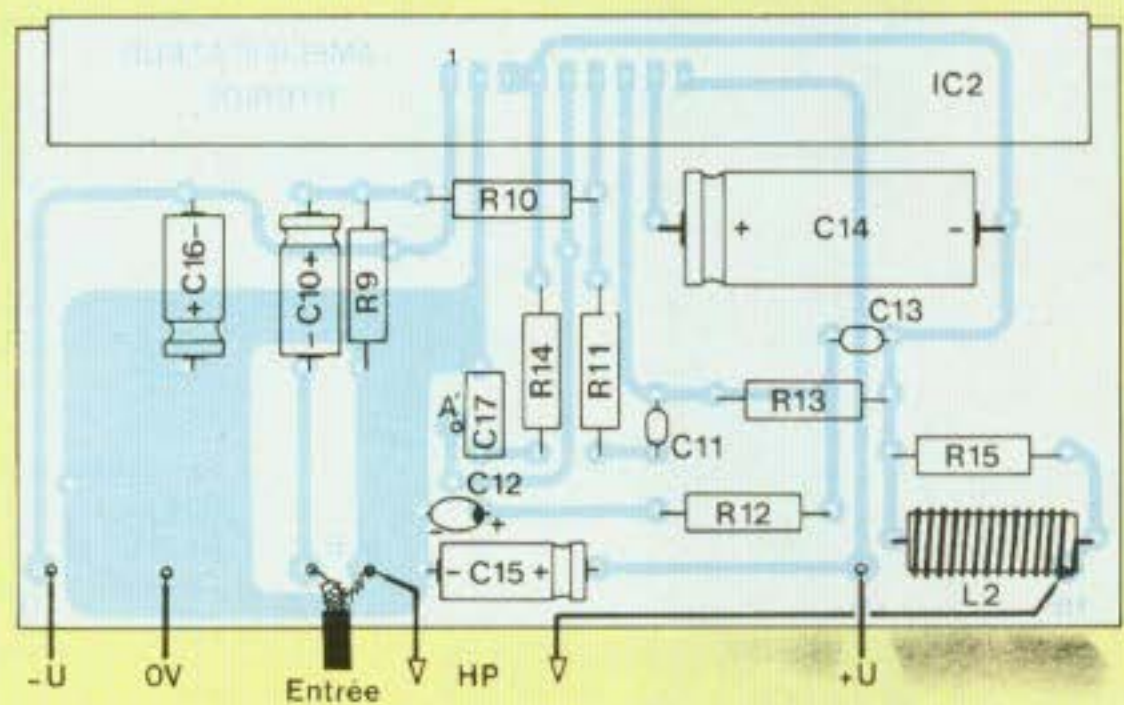 1
IC2
R10
+C16-
-C10+
R9
+ C14 -
C13
R14
R11
A'
C17
R13
C11
R15
C12
- +
R12
- C15 +
L2
-U
0V
Entrée
HP
+U